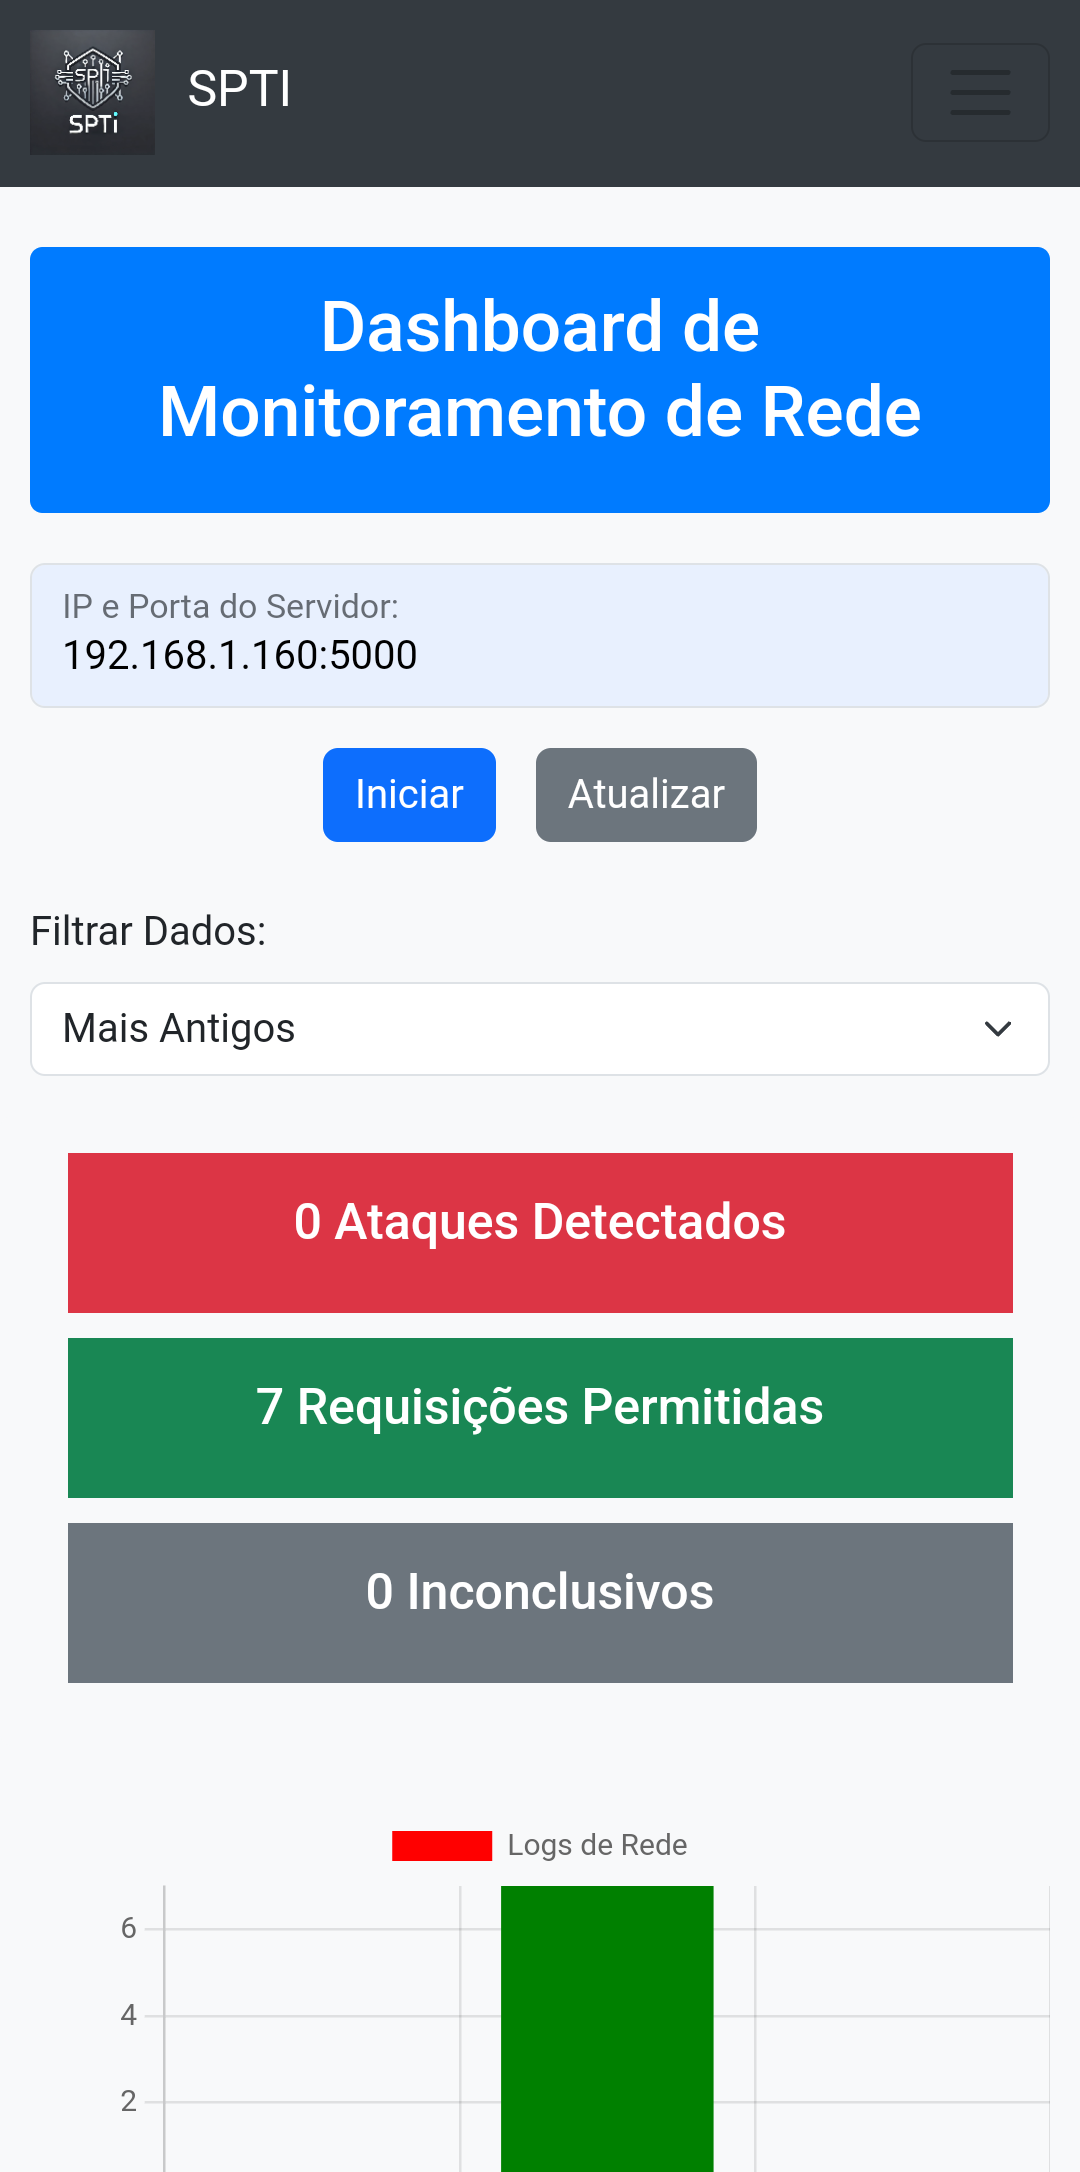 SPTi
SPTi
SPTI
Dashboard de
Monitoramento de Rede
IP e Porta do Servidor:
192.168.1.160:5000
Iniciar
Atualizar
Filtrar Dados:
Mais Antigos
0 Ataques Detectados
7 Requisições Permitidas
0 Inconclusivos
Logs de Rede
6
4
2